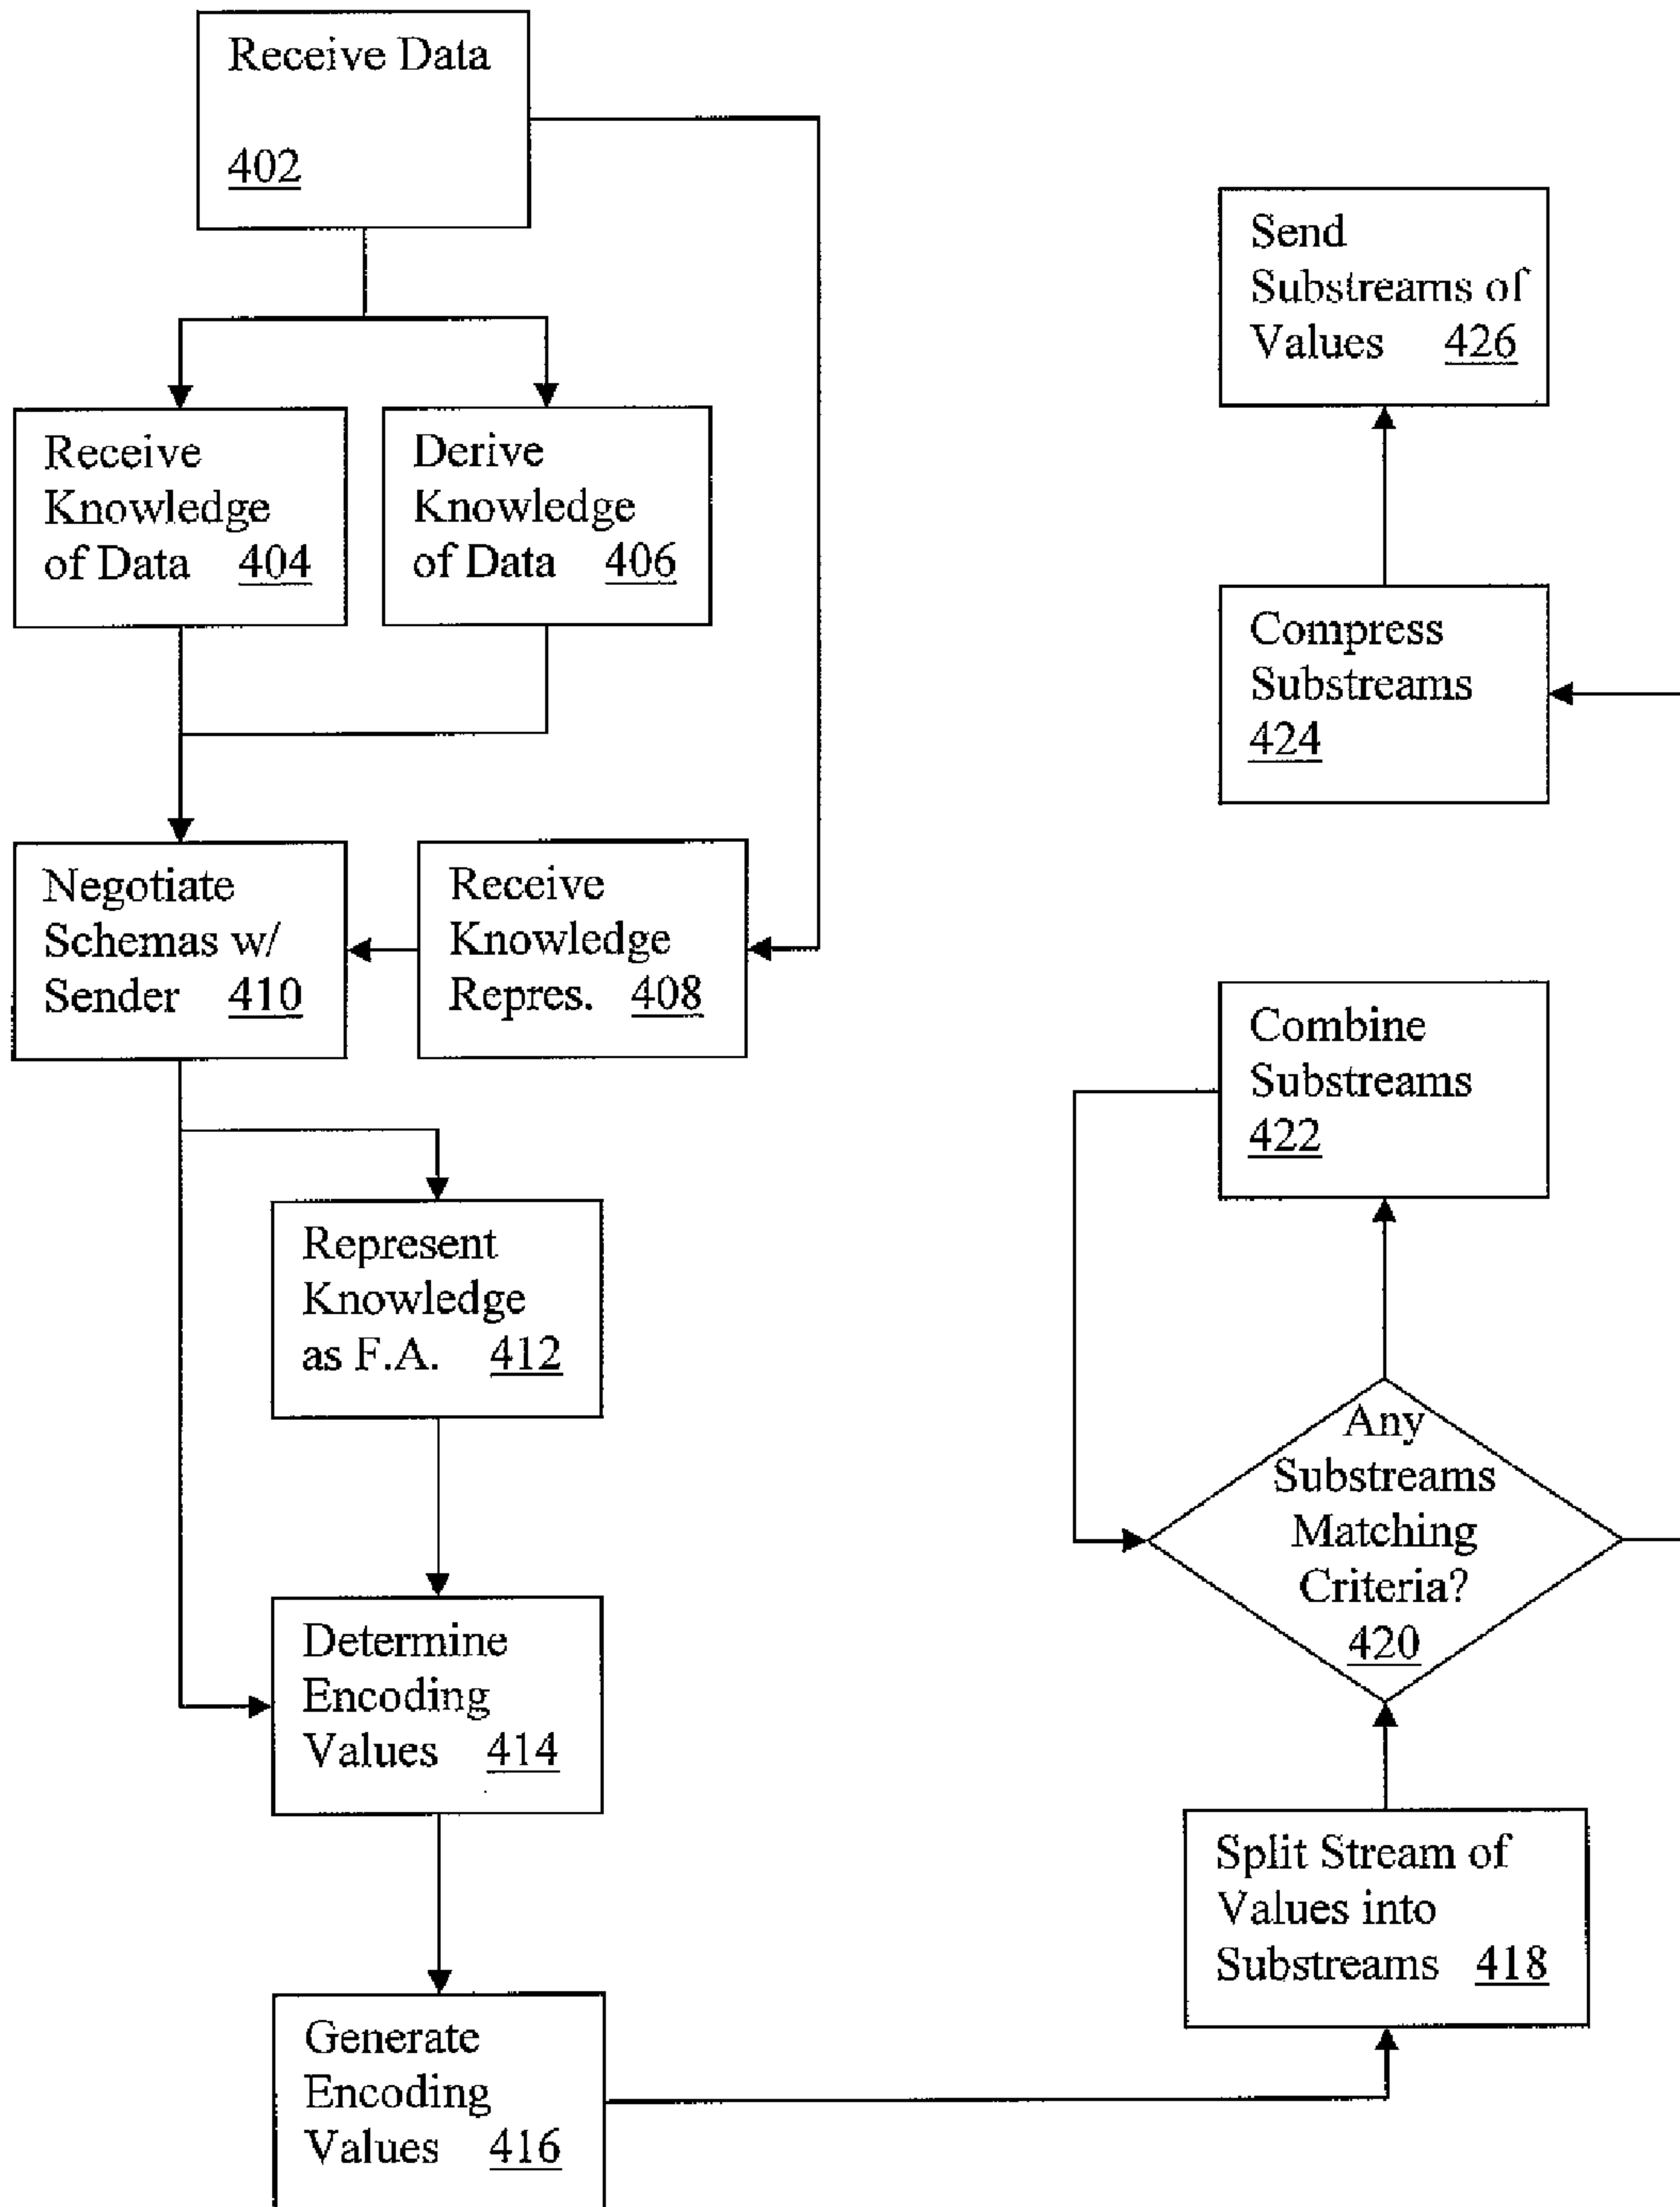 Receive Data
402
Receive
Knowledge
of Data 404
Derive
Knowledge
of Data 406
Negotiate
Schemas w/
Sender 410
Receive
Knowledge
Repres. 408
Represent
Knowledge
as F.A. 412
Determine
Encoding
Values 414
Generate
Encoding
Values 416
Split Stream of
Values into
Substreams 418
Any
Substreams
Matching
Criteria?
420
Combine
Substreams
422
Compress
Substreams
424
Send
Substreams of
Values 426